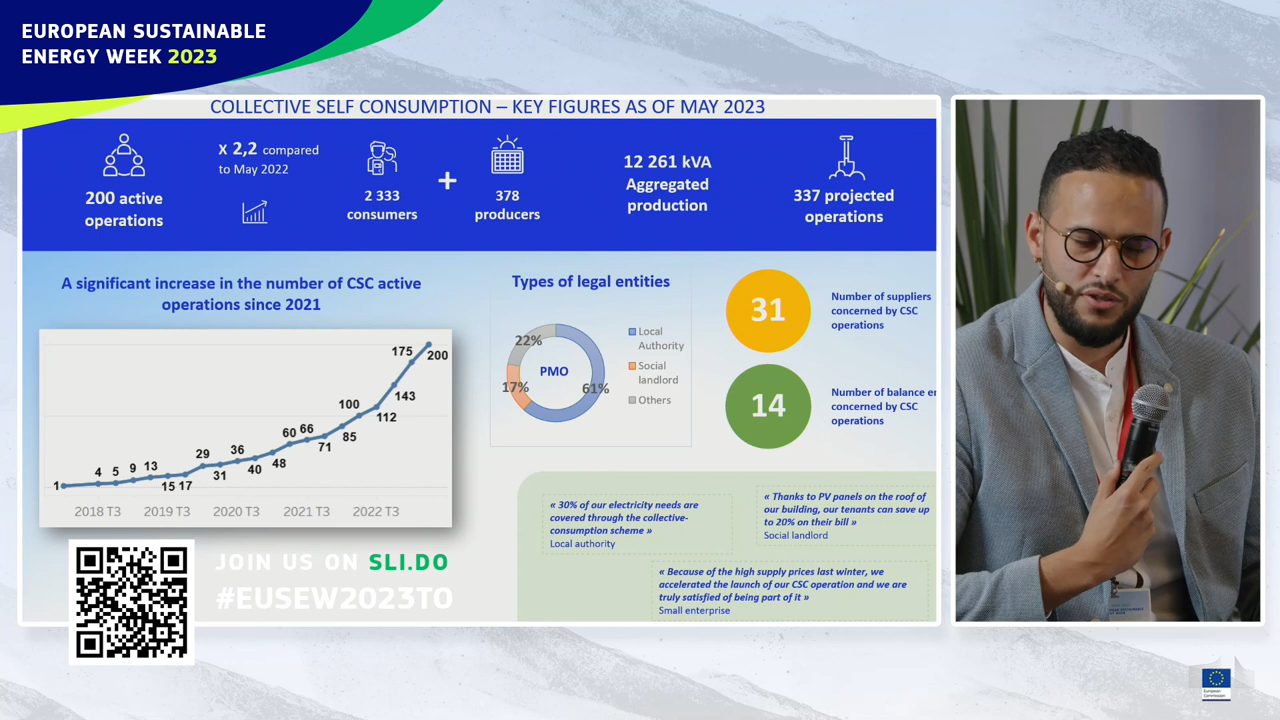 EUROPEAN SUSTAINABLE
ENERGY WEEK 2023
COLLECTIVE SELF CONSUMPTION – KEY FIGURES AS OF MAY 2023
200 active
operations
x 2,2 compared
to May 2022
2 333
consumers
+
378
producers
12 261 kVA
Aggregated
production
337 projected
operations
A significant increase in the number of CSC active
operations since 2021
1
4
5
9
13
15
17
29
31
36
40
48
60
66
71
85
100
112
143
175
200
2018 T3
2019 T3
2020 T3
2021 T3
2022 T3
Types of legal entities
22%
17%
61%
PMO
Local
Authority
Social
landlord
Others
31
Number of suppliers
concerned by CSC
operations
14
Number of balance en
concerned by CSC
operations
« 30% of our electricity needs are
covered through the collective-
consumption scheme »
Local authority
« Thanks to PV panels on the roof of
our building, our tenants can save up
to 20% on their bill »
Social landlord
« Because of the high supply prices last winter, we
accelerated the launch of our CSC operation and we are
truly satisfied of being part of it »
Small enterprise
JOIN US ON SLI.DO
#EUSEW2023TO
European
Commission